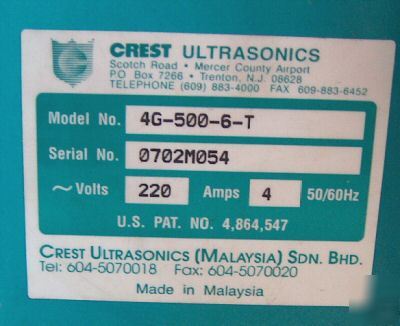 CREST ULTRASONICS
Scotch Road • Mercer County Airport
P.O. Box 7266 • Trenton, N.J. 08628
TELEPHONE (609) 883-4000 FAX 609-883-6452
Model No. 4G-500-6-T
Serial No. 0702M054
~Volts 220 Amps 4 50/60Hz
U.S. PAT. NO. 4,864,547
CREST ULTRASONICS (MALAYSIA) SDN. BHD.
Tel: 604-5070018 Fax: 604-5070020
Made in Malaysia